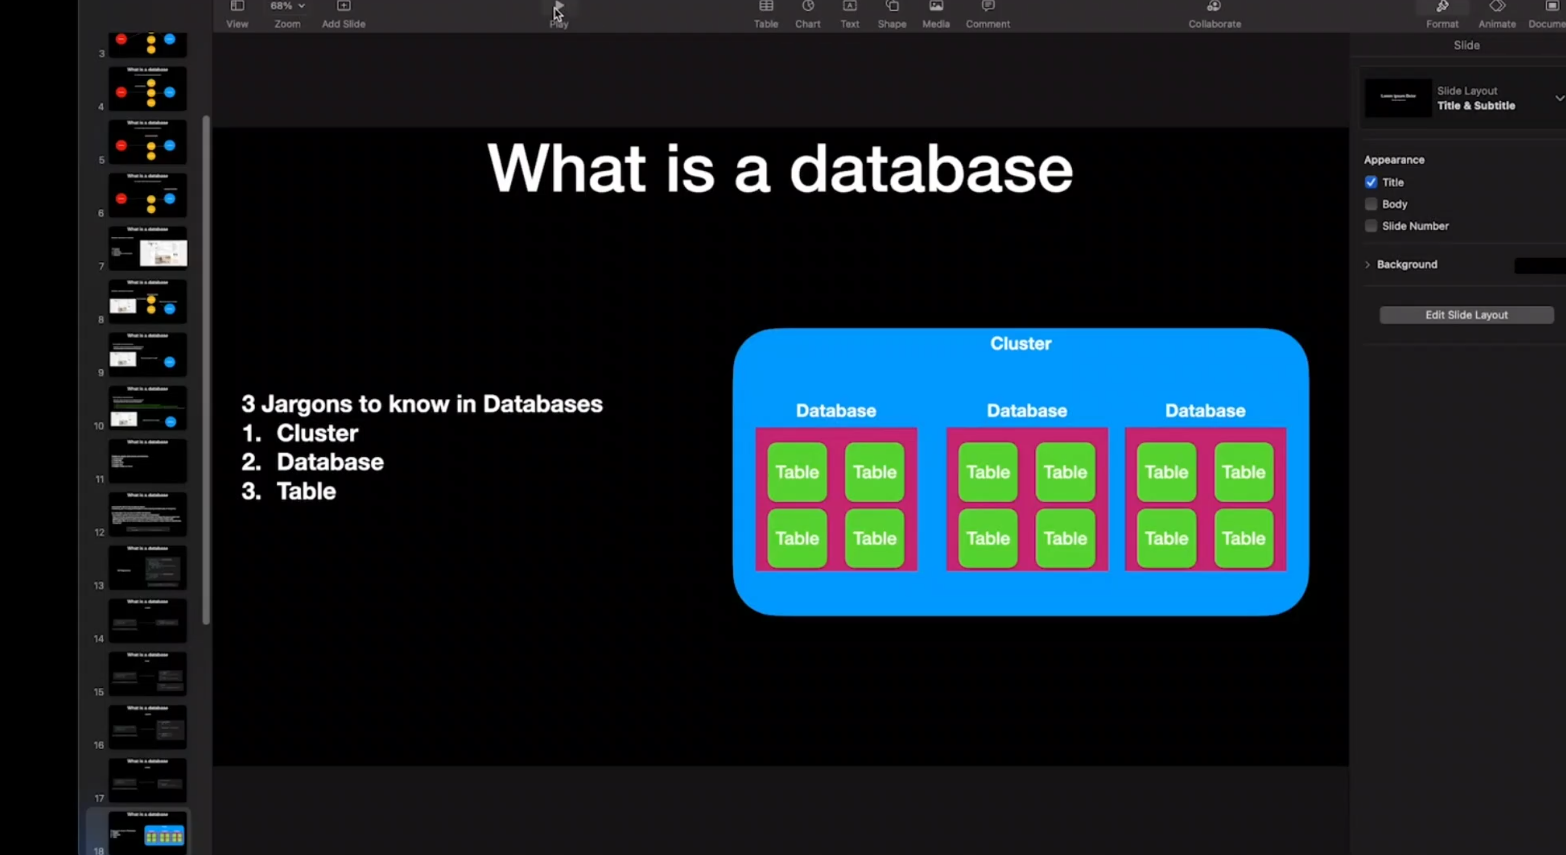 68%
View
Zoom
Add Slide
Play
Table
Chart
Text
Shape
Media
Comment
Collaborate
Format
Animate
Docume
3
What is a database
4
What is a database
5
What is a database
6
What is a database
7
What is a database
8
What is a database
9
What is a database
10
What is a database
11
What is a database
12
What is a database
13
What is a database
14
What is a database
15
What is a database
16
What is a database
17
What is a database
18
What is a database
3 Jargons to know in Databases
1. Cluster
2. Database
3. Table
Cluster
Database Database Database
Table Table Table Table Table Table
Table Table Table Table Table Table
Slide
Slide Layout
Title & Subtitle
Appearance
Title
Body
Slide Number
Background
Edit Slide Layout